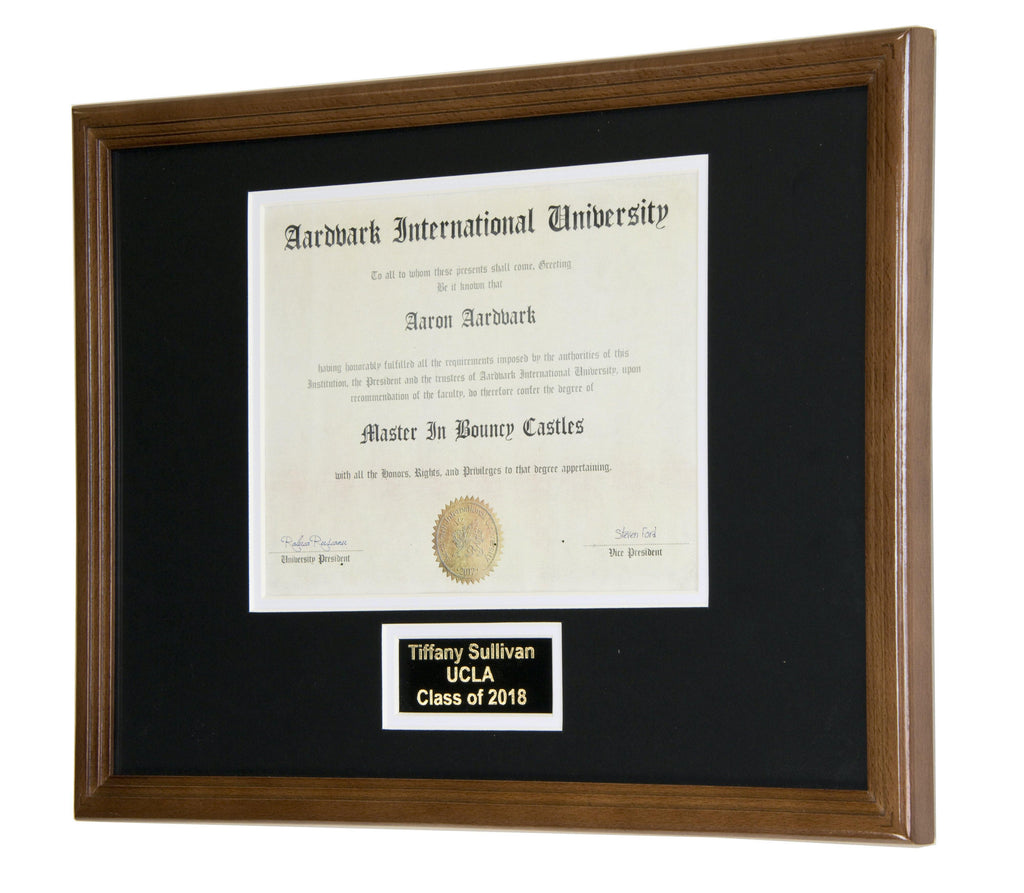 Aardvark International University
To all to whom these presents shall come, Greeting
Be it known that
Aaron Aardvark
having honorably fulfilled all the requirements imposed by the authorities of this
Institution, the President and the trustees of Aardvark International University, upon
recommendation of the faculty, do therefore confer the degree of
Master In Bouncy Castles
with all the Honors, Rights, and Privileges to that degree appertaining.
Steven Ford
University President
Vice President
Tiffany Sullivan
UCLA
Class of 2018